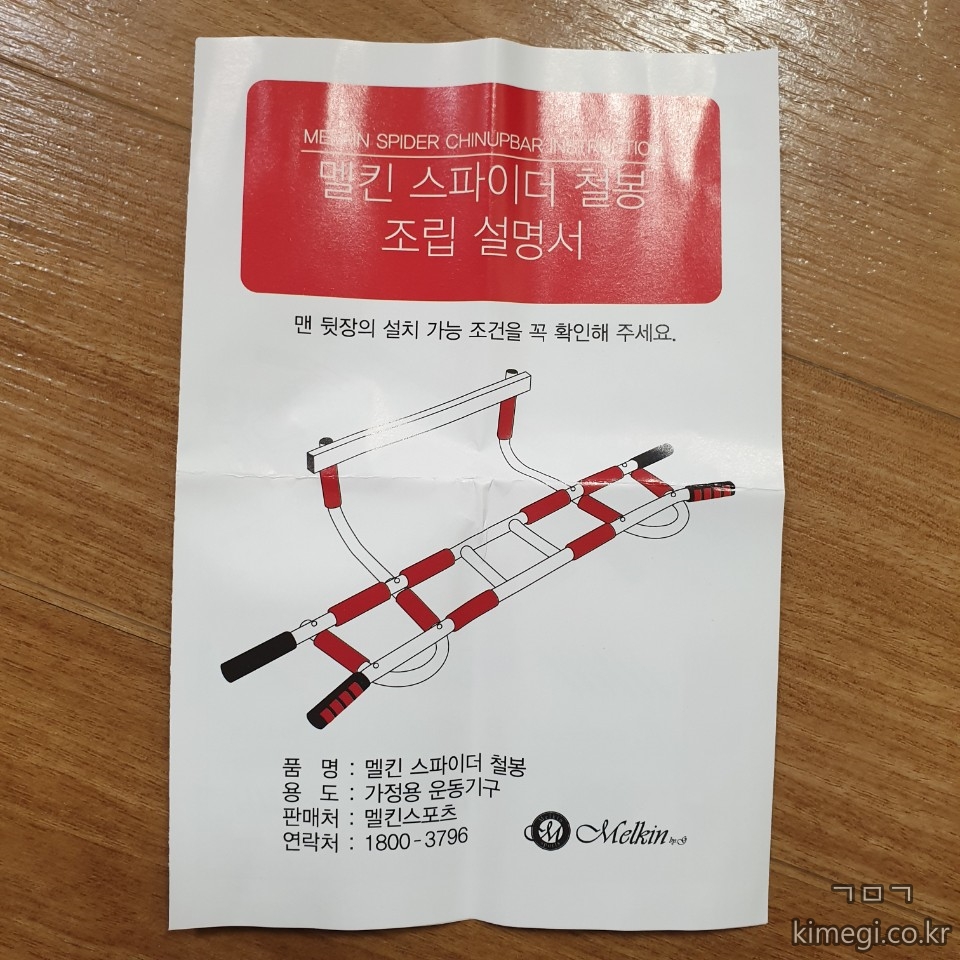 MELKIN SPIDER CHINUPBAR INSTRUCTION
멜킨 스파이더 철봉
조립 설명서
맨 뒷장의 설치 가능 조건을 꼭 확인해 주세요.
품 명 : 멜킨 스파이더 철봉
용 도 : 가정용 운동기구
판매처 : 멜킨스포츠
연락처 : 1800-3796
M Melkin
ㄱㅁㄱ
kimegi.co.kr